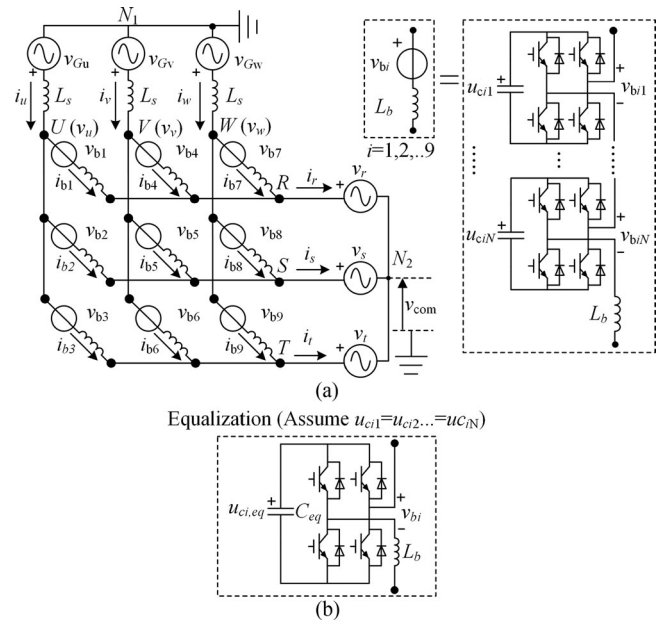 N1
vGu vGv vGw
iu Ls iv Ls iw Ls
U (vu) V (vv) W (vw)
vb1 vb4 vb7
ib1 ib4 ib7 R ir + vr
vb2 vb5 vb8
ib2 ib5 ib8 S is + vs N2
vb3 vb6 vb9
ib3 ib6 ib9 T it + vt
vcom
(a)
+
vbi
Lb
i=1,2,..9
=
uci1 + + vbi1 −
uciN + + vbiN −
Lb
Equalization (Assume uci1=uci2...=uciN)
uci,eq + Ceq + vbi −
Lb
(b)